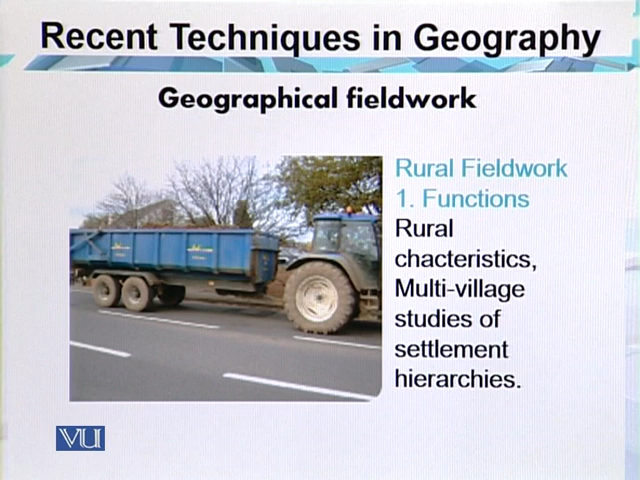 Recent Techniques in Geography
Geographical fieldwork
Rural Fieldwork
1. Functions
Rural
chacteristics,
Multi-village
studies of
settlement
hierarchies.
VU